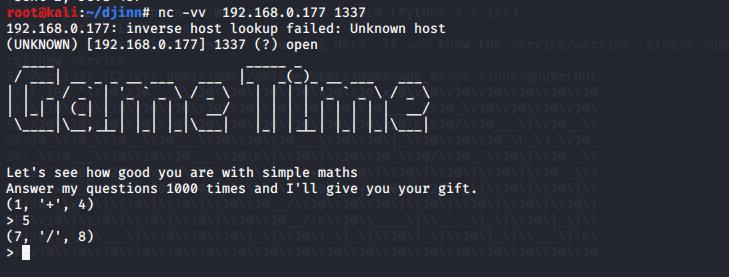 root@kali:~/djinn# nc -vv  192.168.0.177 1337
192.168.0.177: inverse host lookup failed: Unknown host
(UNKNOWN) [192.168.0.177] 1337 (?) open
Game Time
Let's see how good you are with simple maths
Answer my questions 1000 times and I'll give you your gift.
(1, '+', 4)
> 5
(7, '/', 8)
>